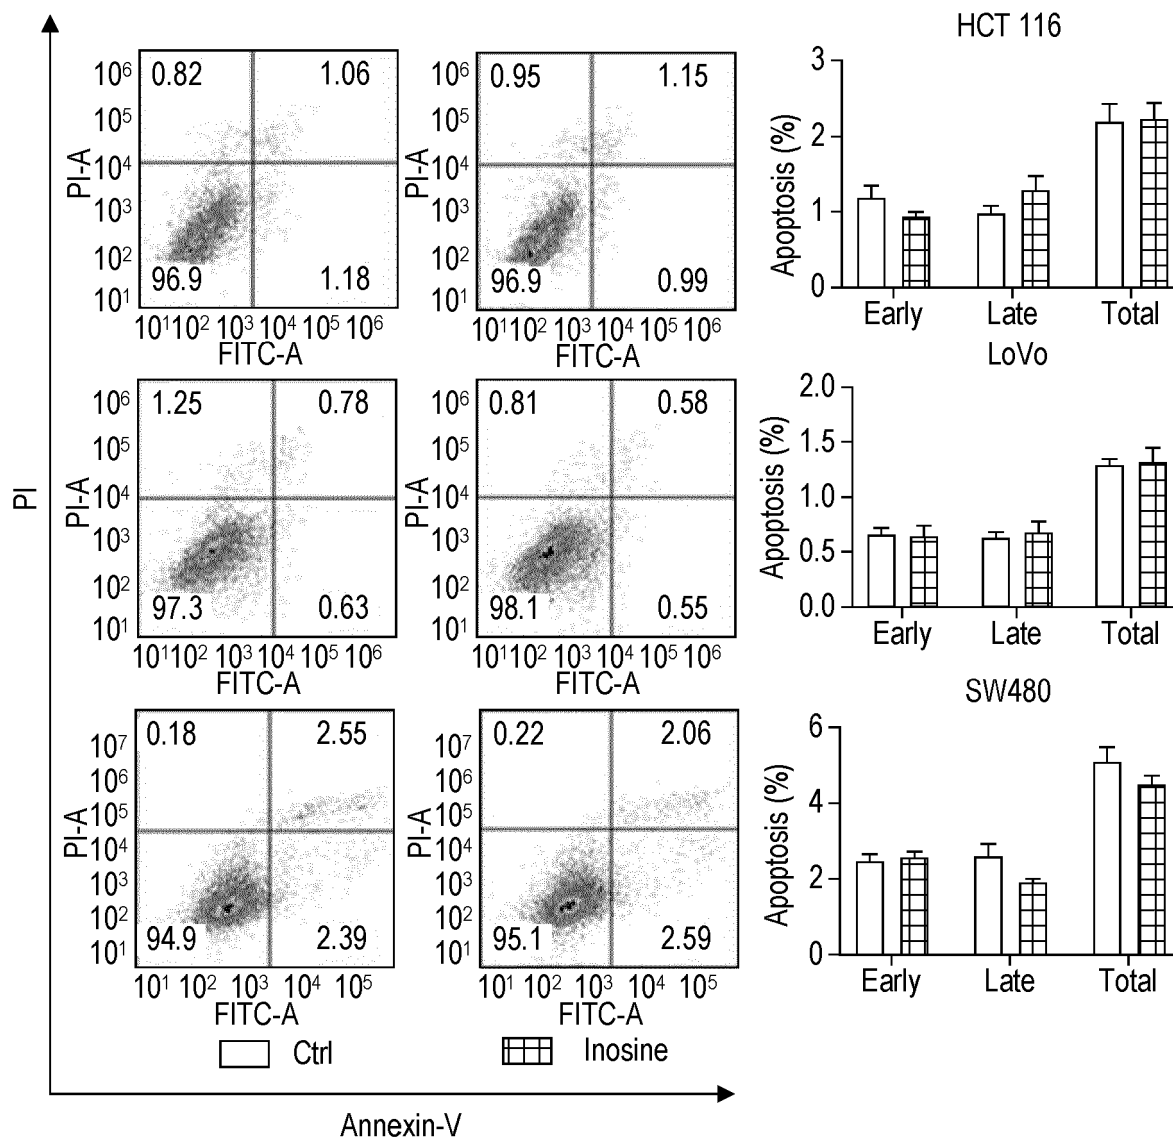 HCT 116
0.82 1.06
96.9 1.18
PI-A
10⁶
10⁵
10⁴
10³
10²
10¹
10¹ 10² 10³ 10⁴ 10⁵ 10⁶
FITC-A
0.95 1.15
96.9 0.99
PI-A
10⁶
10⁵
10⁴
10³
10²
10¹
10¹ 10² 10³ 10⁴ 10⁵ 10⁶
FITC-A
Apoptosis (%)
3
2
1
0
Early Late Total
LoVo
1.25 0.78
97.3 0.63
PI-A
10⁶
10⁵
10⁴
10³
10²
10¹
10¹ 10² 10³ 10⁴ 10⁵ 10⁶
FITC-A
0.81 0.58
98.1 0.55
PI-A
10⁶
10⁵
10⁴
10³
10²
10¹
10¹ 10² 10³ 10⁴ 10⁵ 10⁶
FITC-A
Apoptosis (%)
2.0
1.5
1.0
0.5
0.0
Early Late Total
SW480
0.18 2.55
94.9 2.39
PI-A
10⁷
10⁶
10⁵
10⁴
10³
10²
10¹
10¹ 10² 10³ 10⁴ 10⁵
FITC-A
0.22 2.06
95.1 2.59
PI-A
10⁷
10⁶
10⁵
10⁴
10³
10²
10¹
10¹ 10² 10³ 10⁴ 10⁵
FITC-A
Apoptosis (%)
6
4
2
0
Early Late Total
PI
Ctrl Inosine
Annexin-V